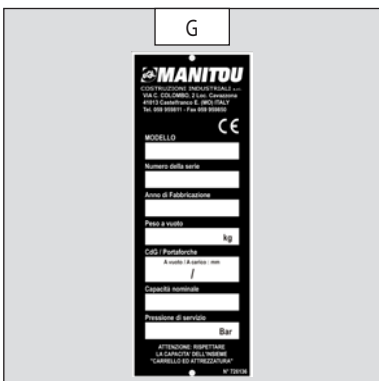 G
MANITOU
COSTRUZIONI INDUSTRIALI s.r.l.
VIA C. COLOMBO, 2 Loc. Cavazzona
41013 Castelfranco E. (MO) ITALY
Tel. 059 959811 - Fax 059 959850
CE
MODELLO
Numero della serie
Anno di Fabbricazione
Peso a vuoto
kg
CdG / Portaforche
A vuoto / A carico : mm
/
Capacità nominale
Pressione di servizio
Bar
ATTENZIONE: RISPETTARE
LA CAPACITA' DELL'INSIEME
"CARRELLO ED ATTREZZATURA"
N° 720136